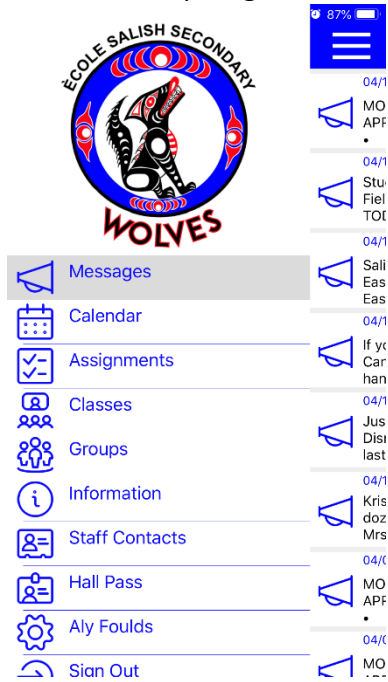 ÈCOLE SALISH SECONDARY
WOLVES
Messages
Calendar
Assignments
Classes
Groups
Information
Staff Contacts
Hall Pass
Aly Foulds
Sign Out
87%
04/1
MO
APF
•
04/1
Stu
Fiel
TOD
04/1
Sali
Eas
Eas
04/1
If yo
Can
han
04/1
Jus
Disr
last
04/1
Kris
doz
Mrs
04/0
MO
APF
•
04/0
MO